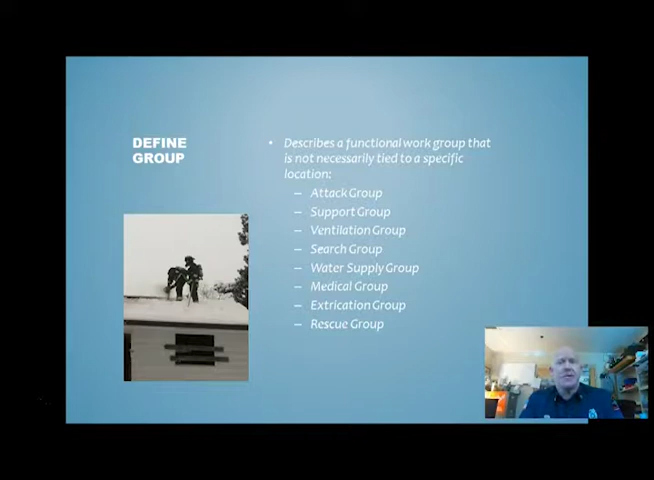 DEFINE
GROUP
• Describes a functional work group that
is not necessarily tied to a specific
location:
– Attack Group
– Support Group
– Ventilation Group
– Search Group
– Water Supply Group
– Medical Group
– Extrication Group
– Rescue Group